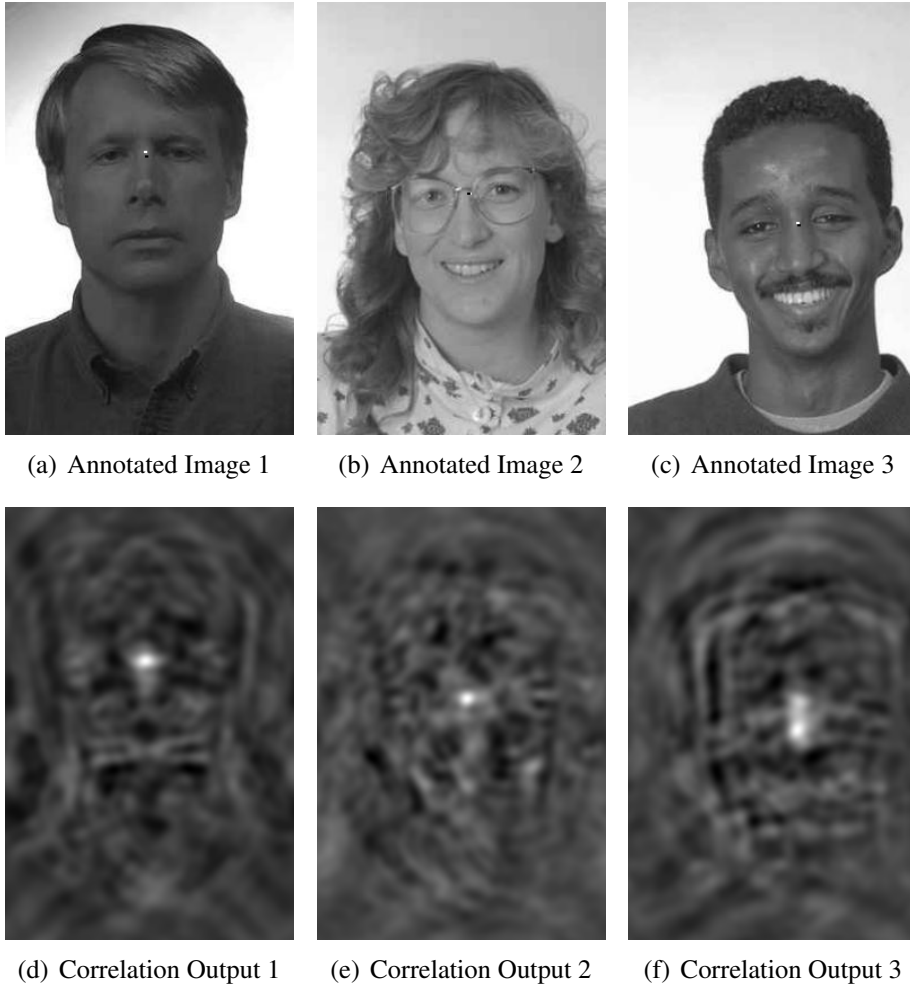 (a) Annotated Image 1
(b) Annotated Image 2
(c) Annotated Image 3
(d) Correlation Output 1
(e) Correlation Output 2
(f) Correlation Output 3